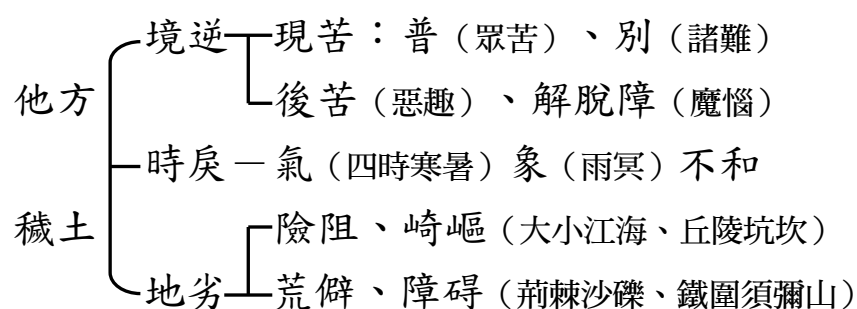 境逆 現苦：普（眾苦）、別（諸難）
他方
後苦（惡趣）、解脫障（魔惱）
時戾－氣（四時寒暑）象（雨冥）不和
穢土
險阻、崎嶇（大小江海、丘陵坑坎）
地劣 荒僻、障碍（荊棘沙礫、鐵圍須彌山）